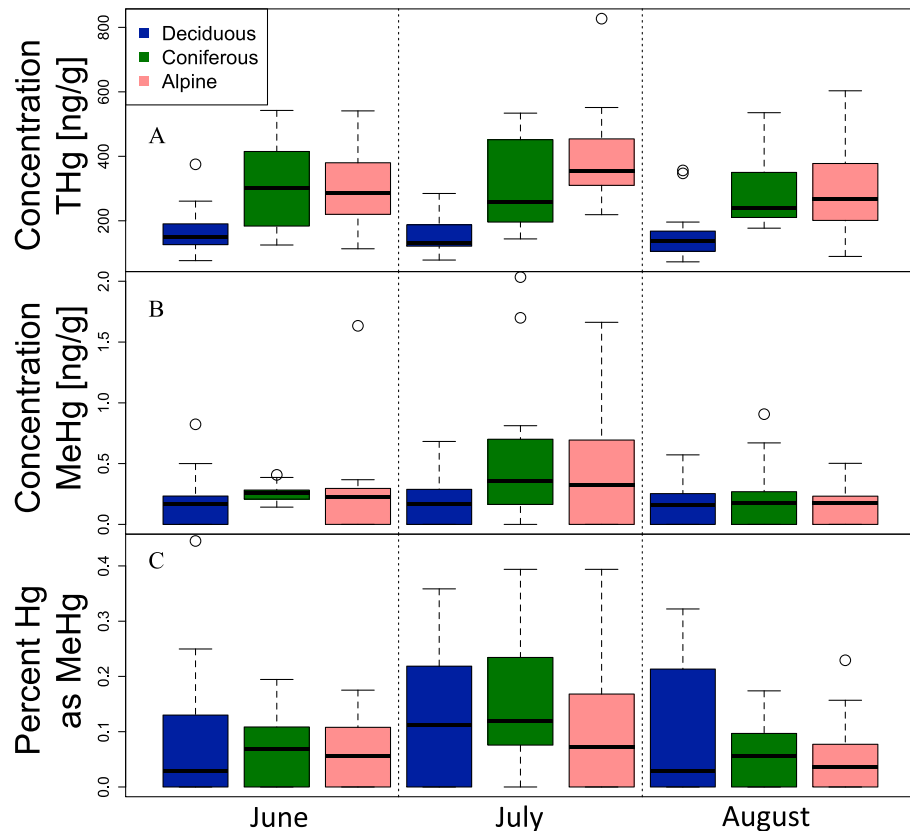 Deciduous
Coniferous
Alpine
A
Concentration
THg [ng/g]
200
400
600
800
B
Concentration
MeHg [ng/g]
0.0
0.5
1.0
1.5
2.0
C
Percent Hg
as MeHg
0.0
0.1
0.2
0.3
0.4
June
July
August